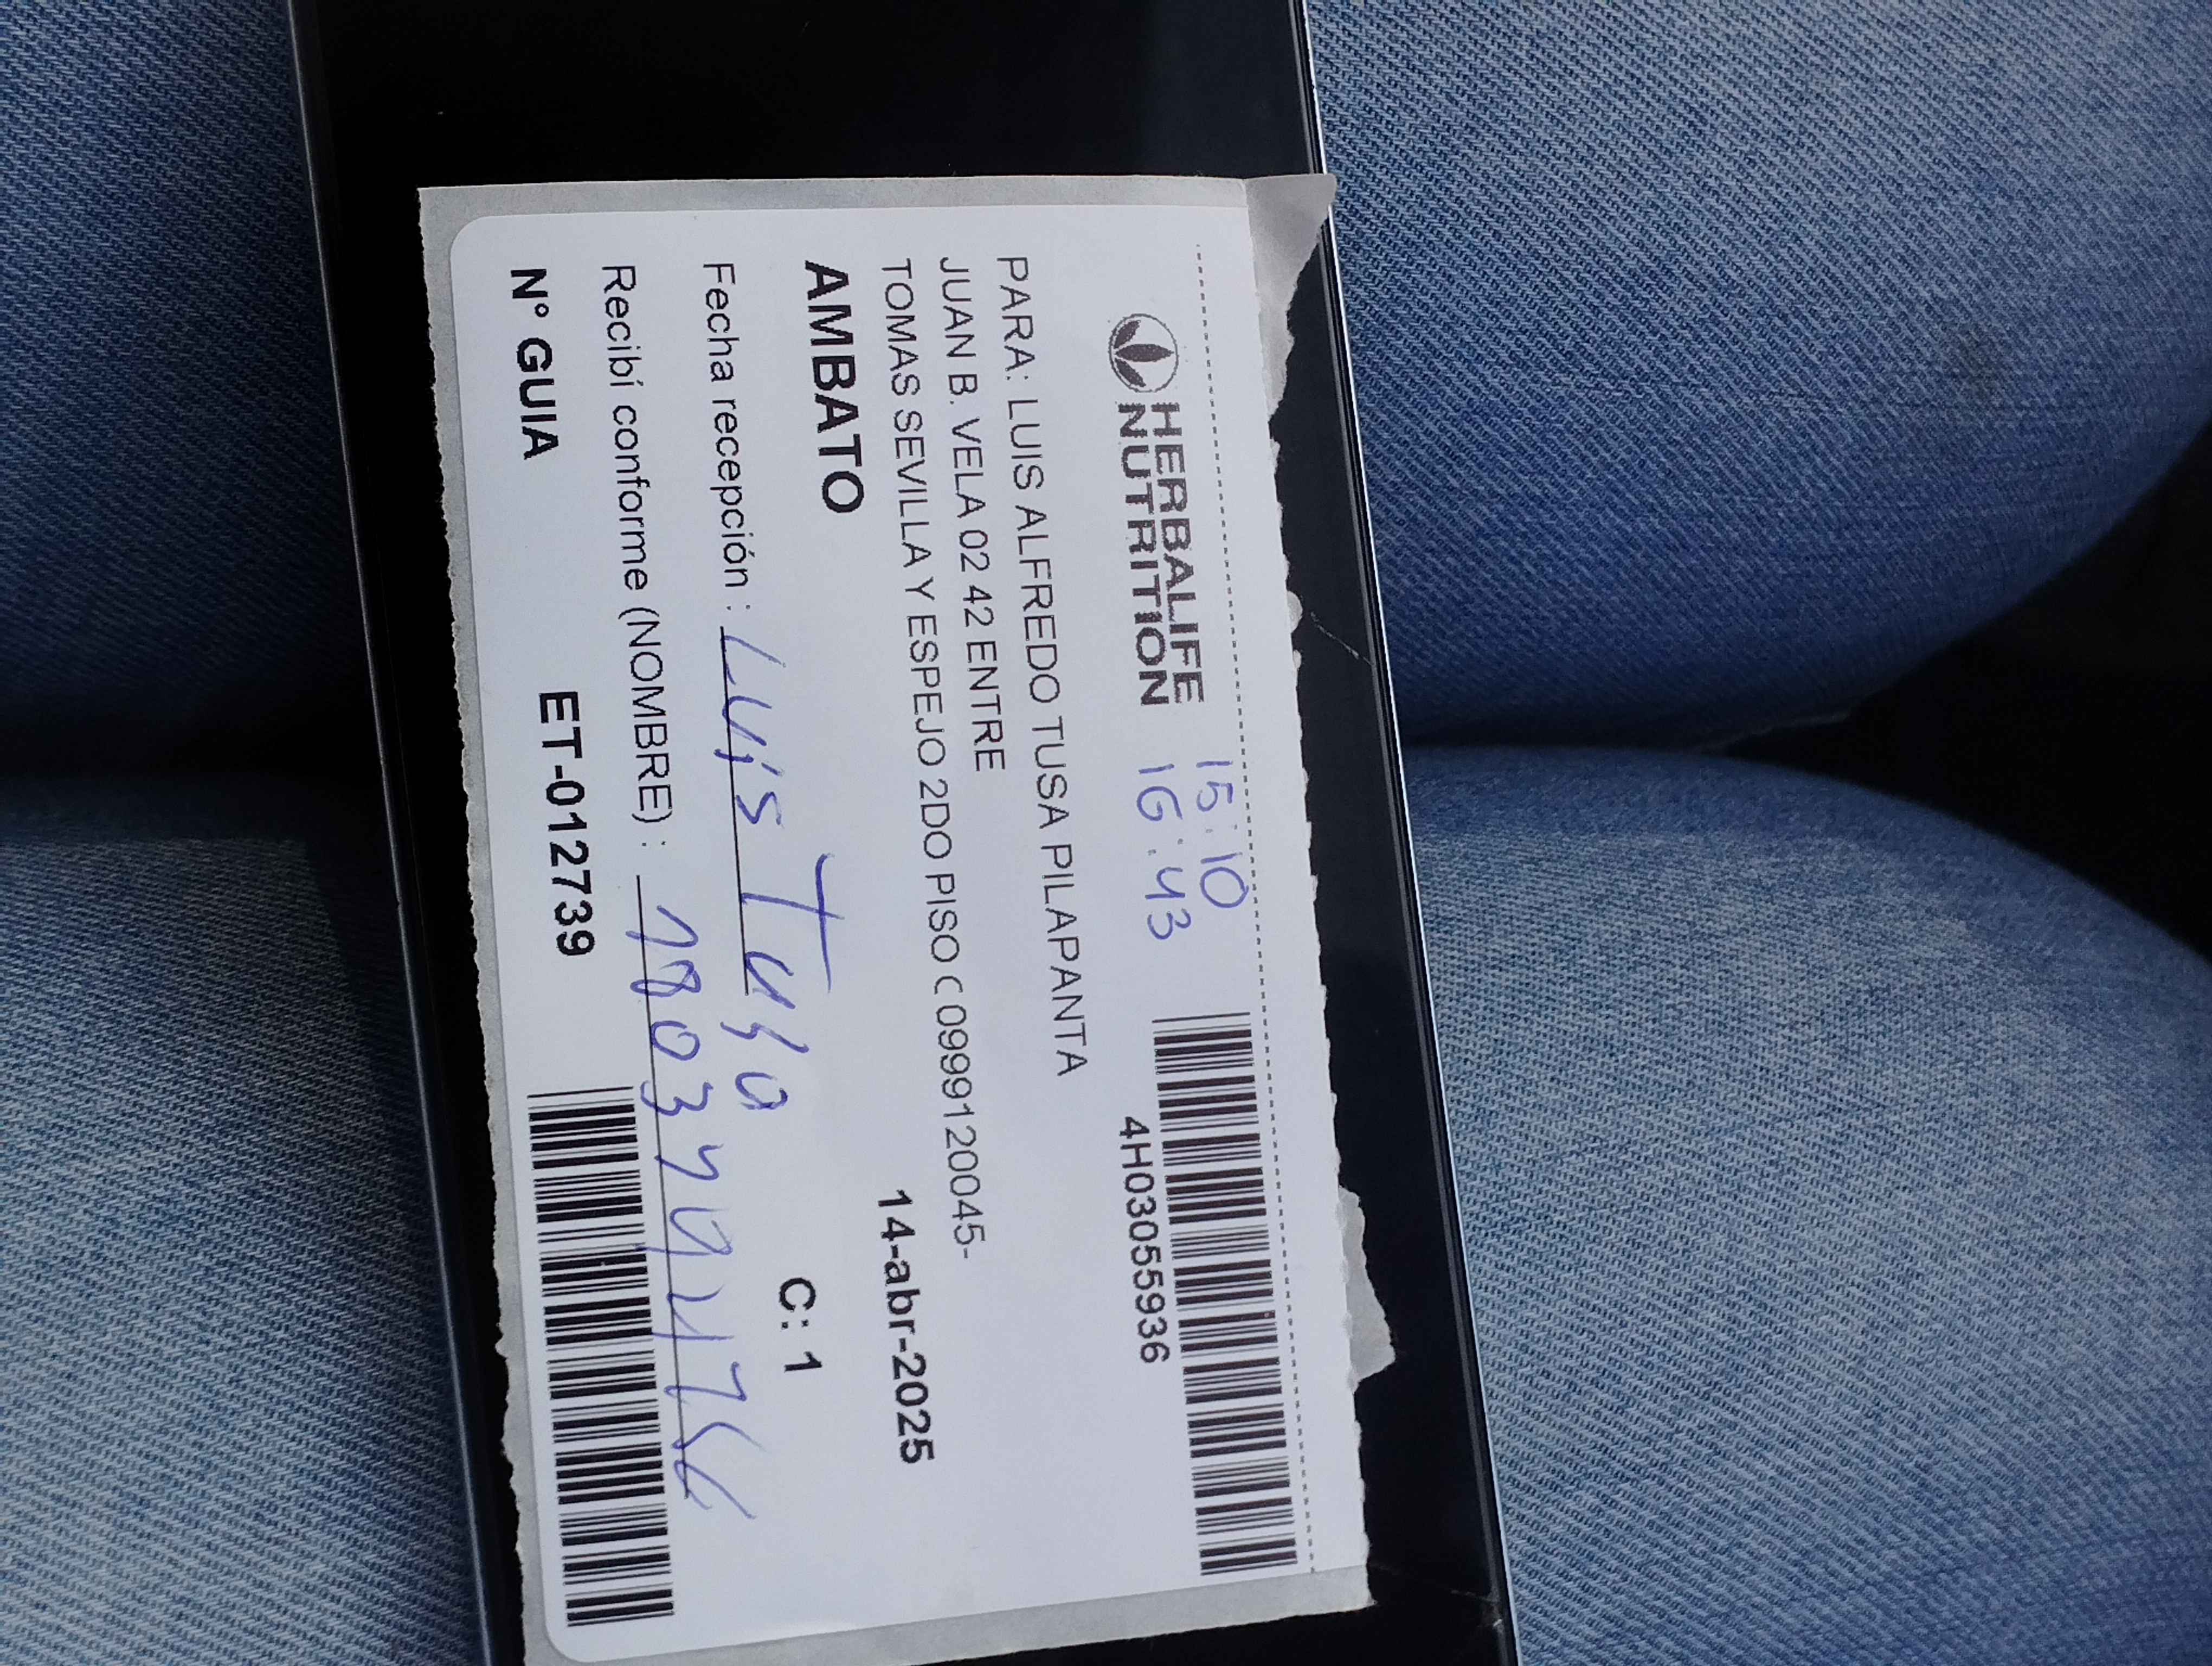 HERBALIFE
NUTRITION
15:10
16:43
4H03055936
PARA: LUIS ALFREDO TUSA PILAPANTA
JUAN B. VELA 02 42 ENTRE
TOMAS SEVILLA Y ESPEJO 2DO PISO C 0999120045-
14-abr-2025
AMBATO
C: 1
Fecha recepción : Luis Tusa
Recibí conforme (NOMBRE) :
N° GUIA ET-012739